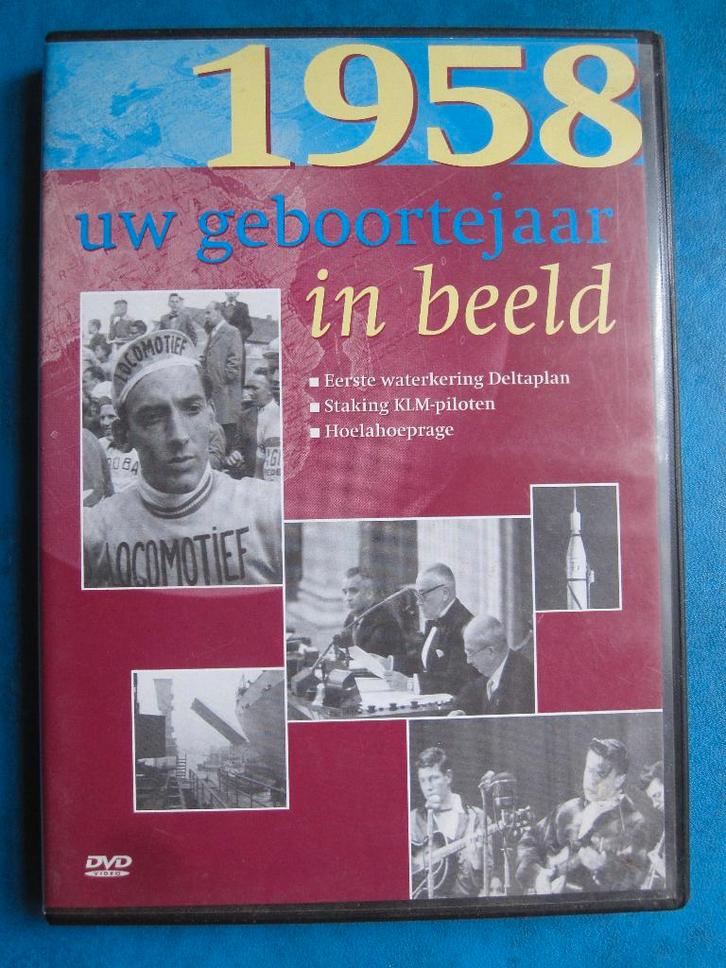 1958
uw geboortejaar
in beeld
■ Eerste waterkering Deltaplan
■ Staking KLM-piloten
■ Hoelahoeprage
LOCOMOTIEF
LOCOMOTIEF
DVD
VIDEO